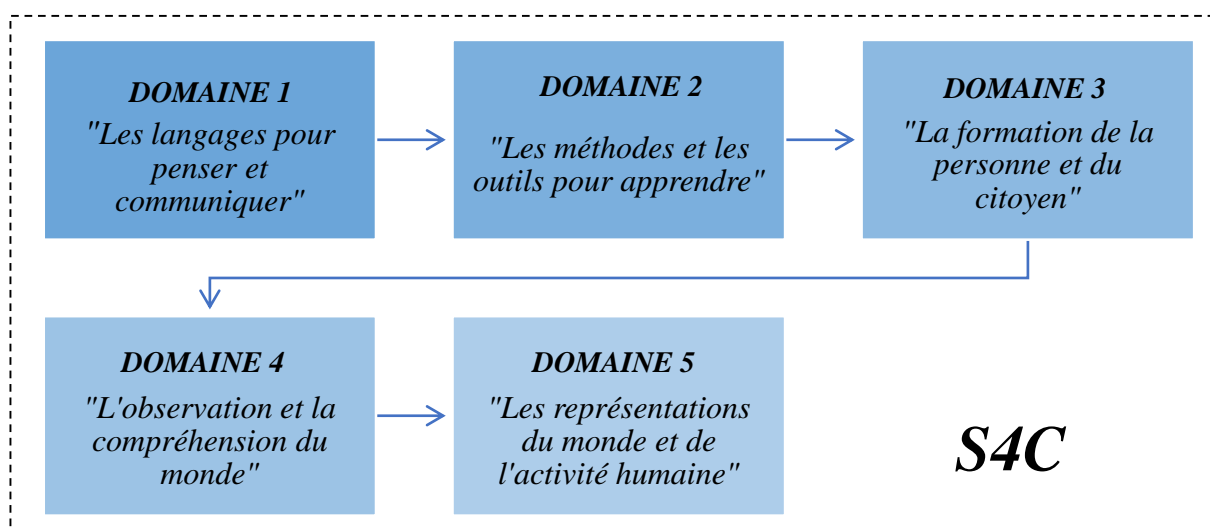 DOMAINE 1
"Les langages pour
penser et
communiquer"
DOMAINE 2
"Les méthodes et les
outils pour apprendre"
DOMAINE 3
"La formation de la
personne et du
citoyen"
DOMAINE 4
"L'observation et la
compréhension du
monde"
DOMAINE 5
"Les représentations
du monde et de
l'activité humaine"
S4C